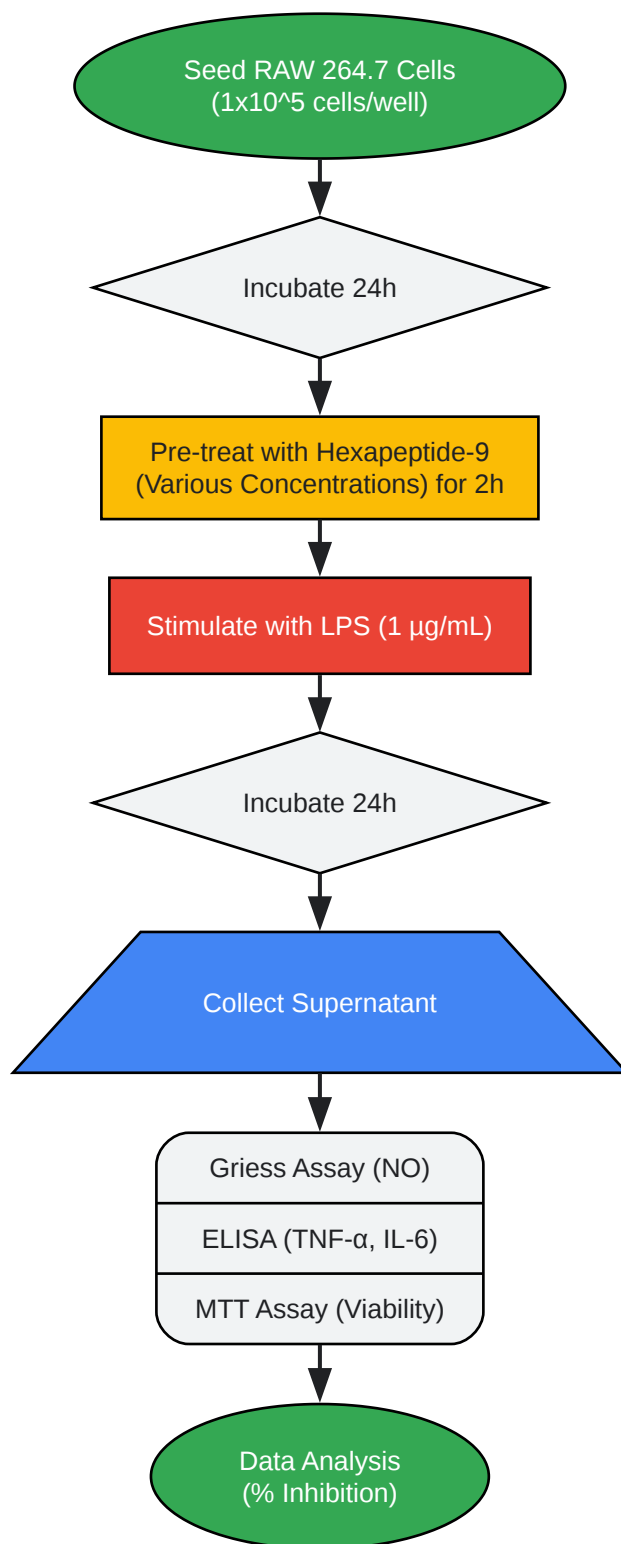 Seed RAW 264.7 Cells
(1x10^5 cells/well)
Incubate 24h
Pre-treat with Hexapeptide-9
(Various Concentrations) for 2h
Stimulate with LPS (1 µg/mL)
Incubate 24h
Collect Supernatant
Griess Assay (NO)
ELISA (TNF-α, IL-6)
MTT Assay (Viability)
Data Analysis
(% Inhibition)